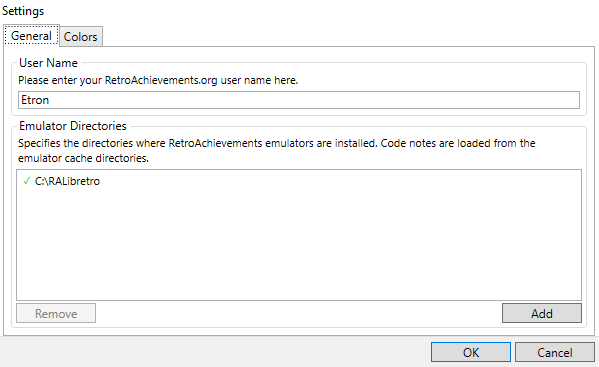 Settings
General
Colors
User Name
Please enter your RetroAchievements.org user name here.
Etron
Emulator Directories
Specifies the directories where RetroAchievements emulators are installed. Code notes are loaded from the
emulator cache directories.
✓ C:\RALibretro
Remove
Add
OK
Cancel